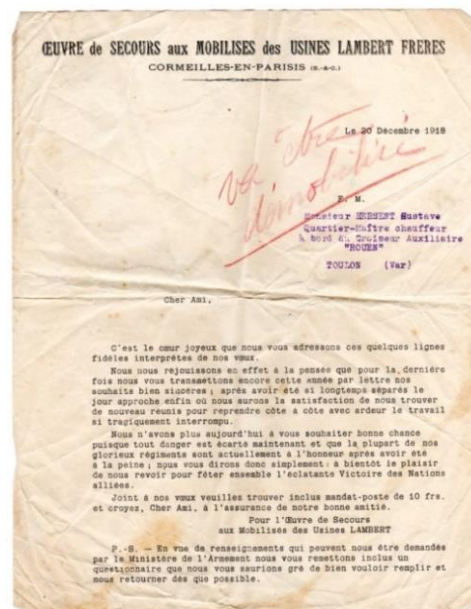 ŒUVRE de SECOURS aux MOBILISES des USINES LAMBERT FRERES
CORMEILLES-EN-PARISIS (S.-&-O.)
Le 20 Décembre 1918
va être
démobilisé
F. M.
Monsieur HERSENT Gustave
Quartier-Maître chauffeur
à bord du Croiseur Auxiliaire
"ROUEN"
TOULON (Var)
Cher Ami,
C'est le cœur joyeux que nous vous adressons ces quelques lignes
fidèles interprètes de nos vœux.
Nous nous réjouissons en effet à la pensée que pour la dernière
fois nous vous transmettons encore cette année par lettre nos
souhaits bien sincères ; après avoir été si longtemps séparés le
jour approche enfin où nous aurons la satisfaction de nous trouver
de nouveau réunis pour reprendre côte à côte avec ardeur le travail
si tragiquement interrompu.
Nous n'avons plus aujourd'hui à vous souhaiter bonne chance
puisque tout danger est écarté maintenant et que la plupart de nos
glorieux régiments sont actuellement à l'honneur après avoir été
à la peine ; nous vous dirons donc simplement: à bientôt le plaisir
de nous revoir pour fêter ensemble l'éclatante Victoire des Nations
alliées.
Joint à nos vœux veuillez trouver inclus mandat-poste de 10 frs.
et croyez, Cher Ami, à l'assurance de notre bonne amitié.
Pour l'Œuvre de Secours
aux Mobilisés des Usines LAMBERT
P.-S. — En vue de renseignements qui peuvent nous être demandés
par le Ministère de l'Armement nous vous remettons inclus un
questionnaire que nous vous saurions gré de bien vouloir remplir et
nous retourner dès que possible.